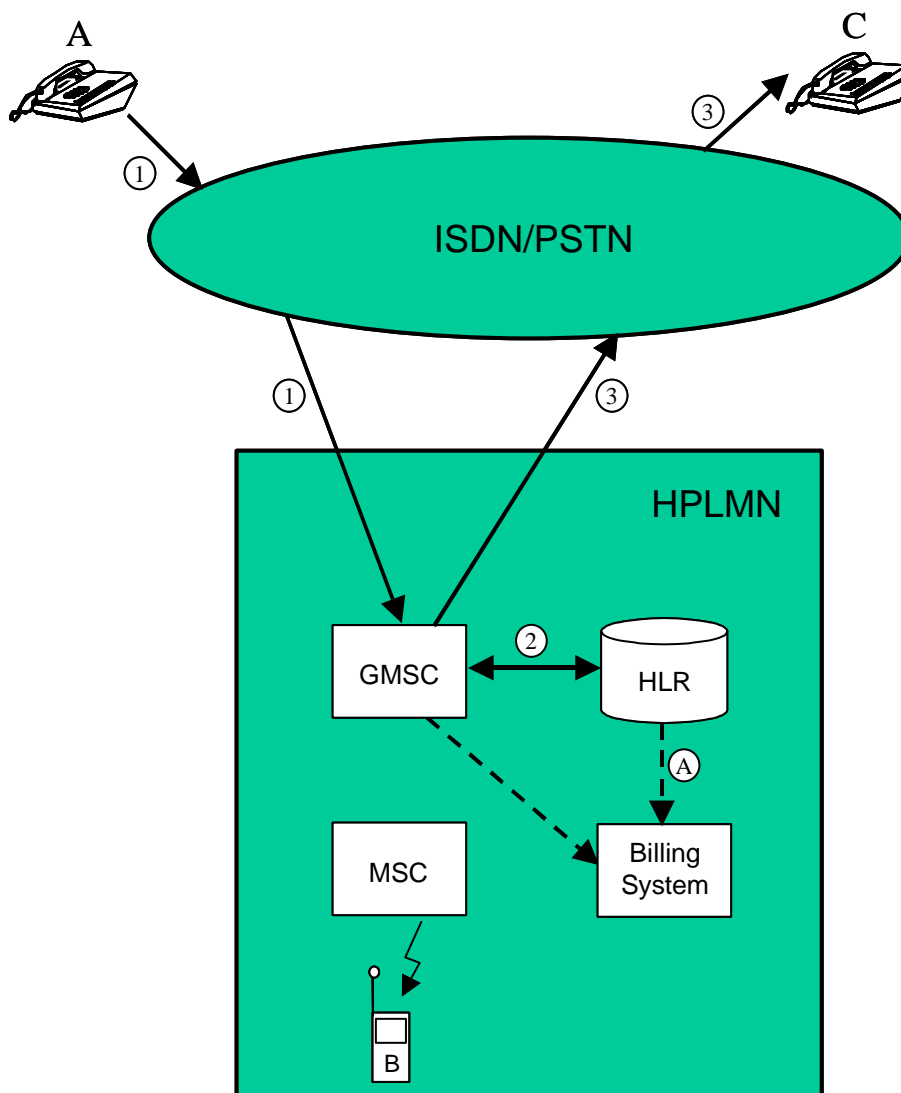 A
C
1
3
ISDN/PSTN
1
3
HPLMN
GMSC
2
HLR
A
MSC
Billing
System
B